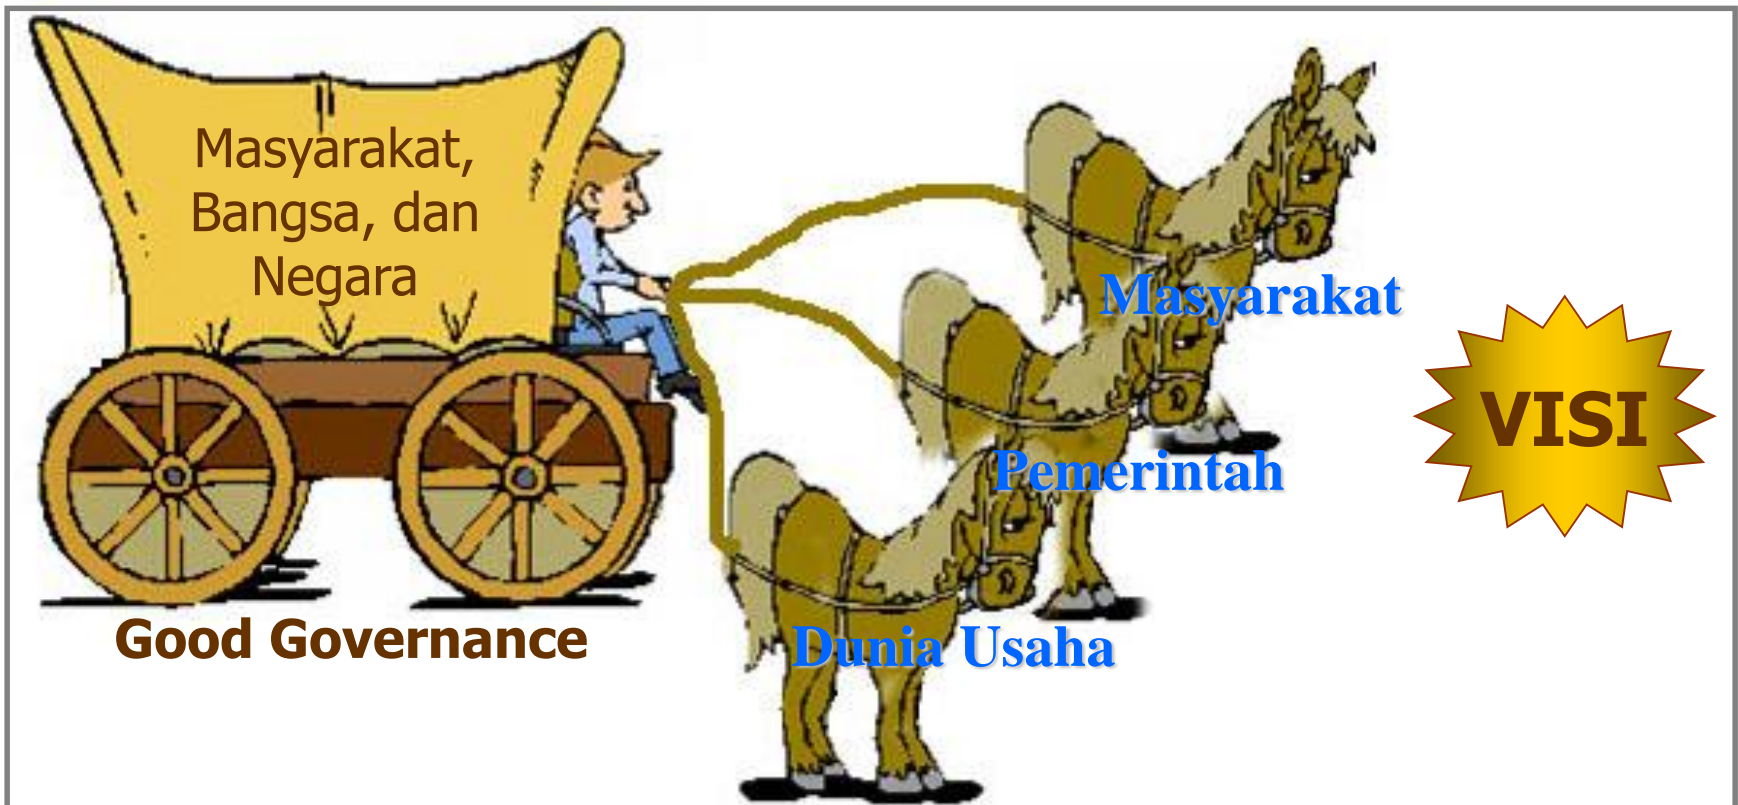 Masyarakat,
Bangsa, dan
Negara
Good Governance
Masyarakat
Pemerintah
Dunia Usaha
VISI